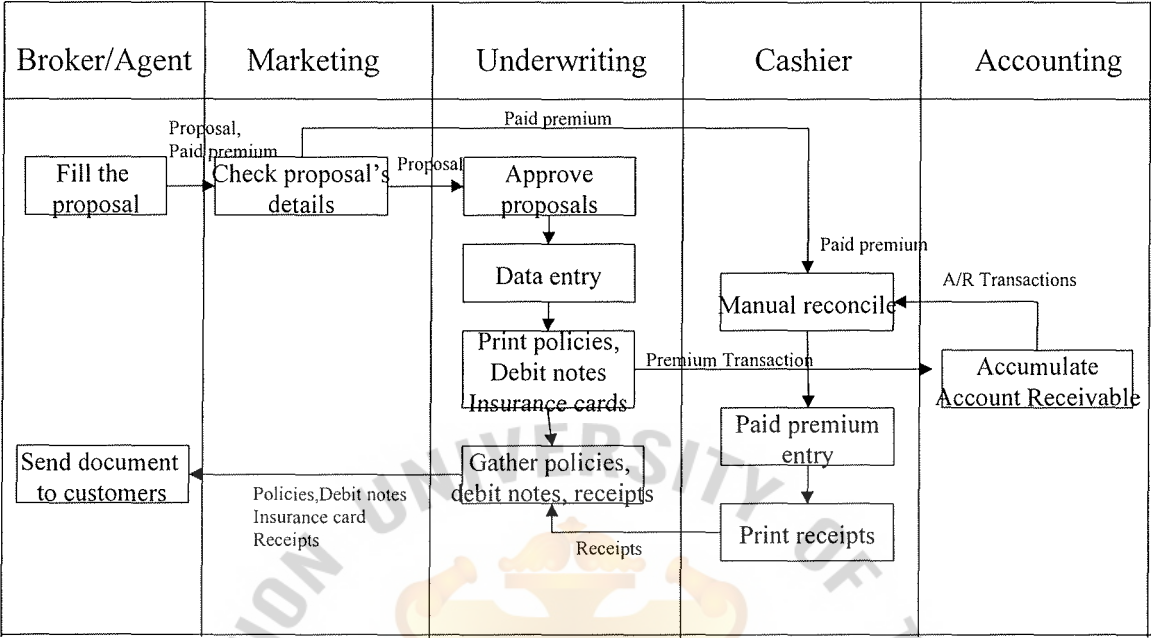 Broker/Agent
Marketing
Underwriting
Cashier
Accounting
Paid premium
Proposal,
Paid premium
Fill the
proposal
Check proposal's
details
Proposal
Approve
proposals
Paid premium
Data entry
A/R Transactions
Manual reconcile
Print policies,
Debit notes
Insurance cards
Premium Transaction
Accumulate
Account Receivable
Paid premium
entry
Send document
to customers
Gather policies,
debit notes, receipts
Policies,Debit notes
Insurance card
Receipts
Receipts
Print receipts
UNIVERSITY OF